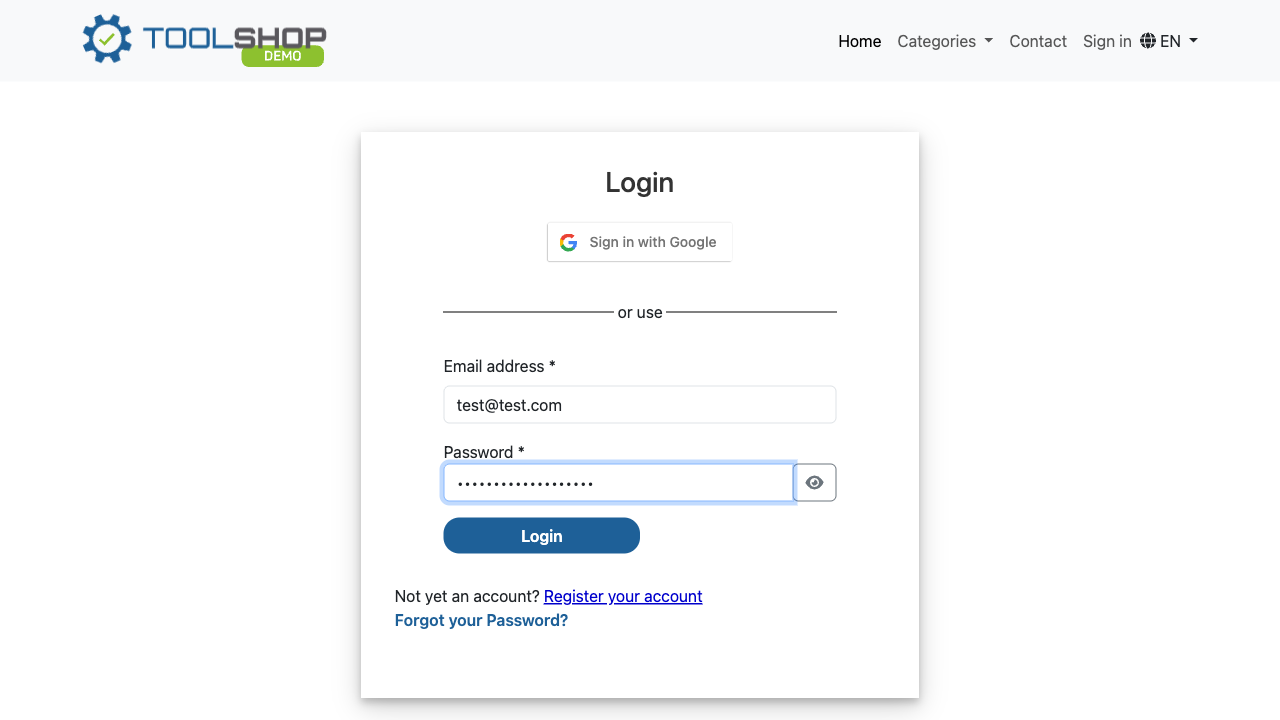 TOOLSHOP
DEMO
Home
Categories
Contact
Sign in
EN
Login
Sign in with Google
or use
Email address *
test@test.com
Password *
•••••••••••••••••••
Login
Not yet an account? Register your account
Forgot your Password?